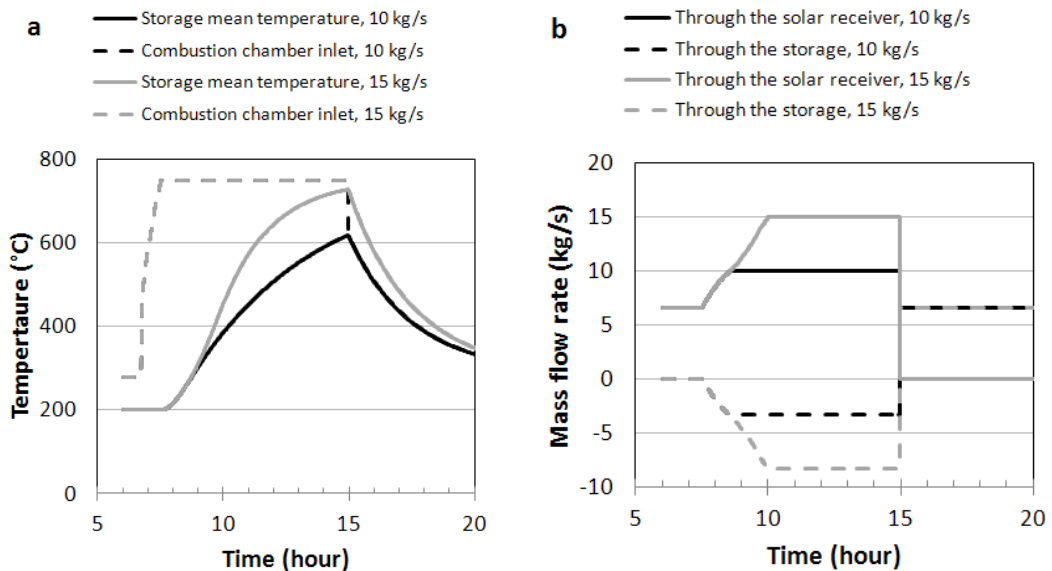 a
Storage mean temperature, 10 kg/s
Combustion chamber inlet, 10 kg/s
Storage mean temperature, 15 kg/s
Combustion chamber inlet, 15 kg/s
Tempertaure (°C)
800
600
400
200
0
5 10 15 20
Time (hour)
b
Through the solar receiver, 10 kg/s
Through the storage, 10 kg/s
Through the solar receiver, 15 kg/s
Through the storage, 15 kg/s
Mass flow rate (kg/s)
20
15
10
5
0
-5
-10
5 10 15 20
Time (hour)